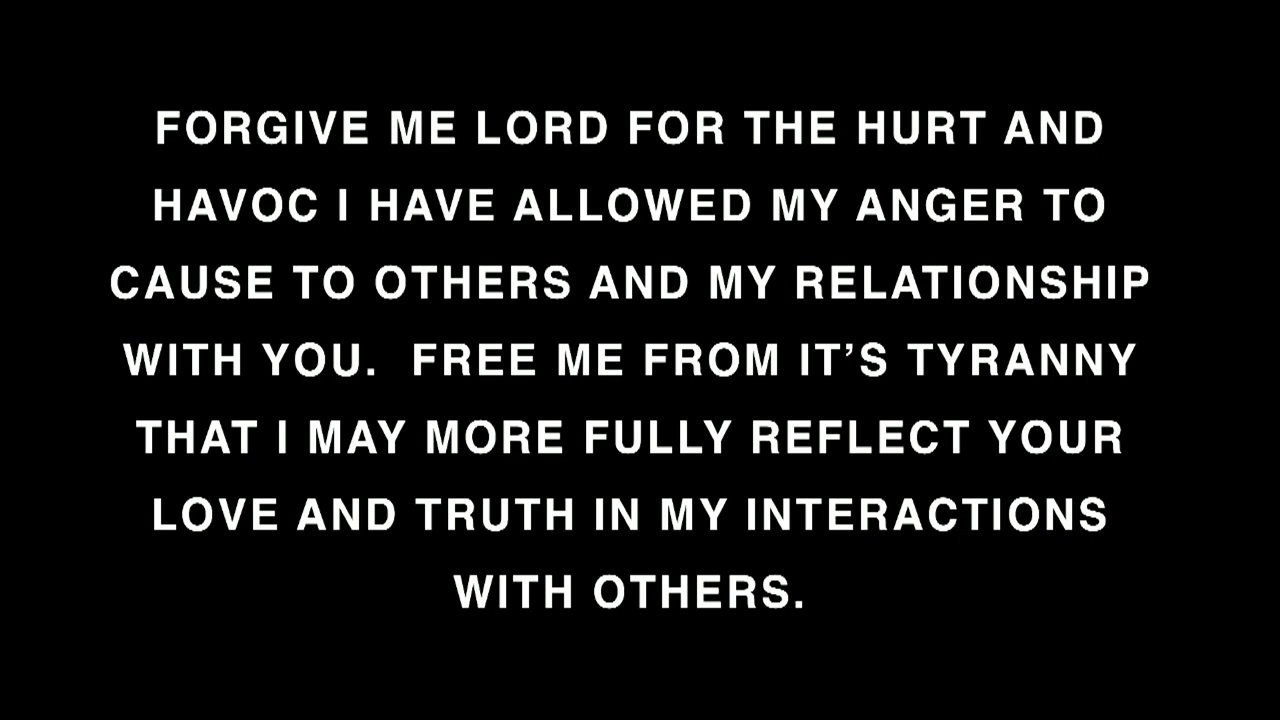 FORGIVE ME LORD FOR THE HURT AND
HAVOC I HAVE ALLOWED MY ANGER TO
CAUSE TO OTHERS AND MY RELATIONSHIP
WITH YOU.  FREE ME FROM IT’S TYRANNY
THAT I MAY MORE FULLY REFLECT YOUR
LOVE AND TRUTH IN MY INTERACTIONS
WITH OTHERS.